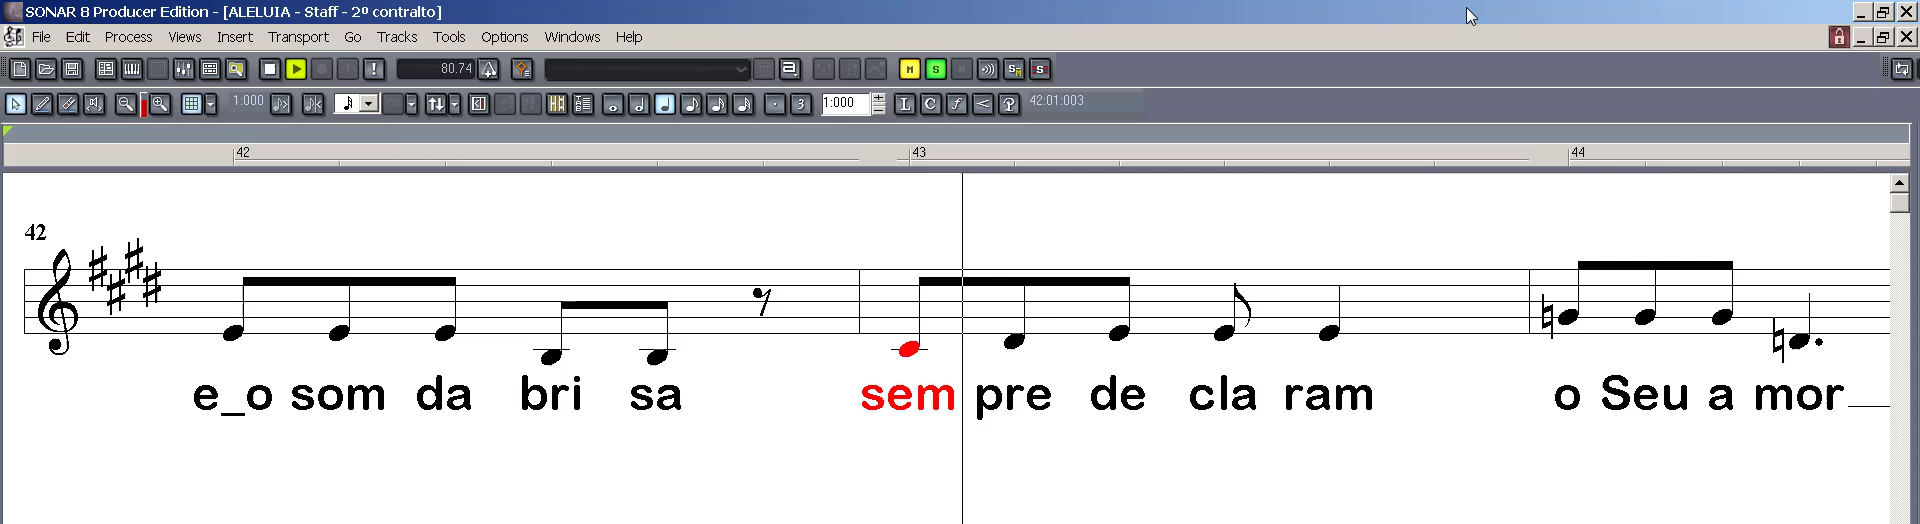 SONAR 8 Producer Edition - [ALELUIA - Staff - 2º contralto]
File Edit Process Views Insert Transport Go Tracks Tools Options Windows Help
80.74 M S
1:000 3 1:000 L C f < P 42:01:003
42 43 44
42
e_o som da bri sa sem pre de cla ram o Seu a mor